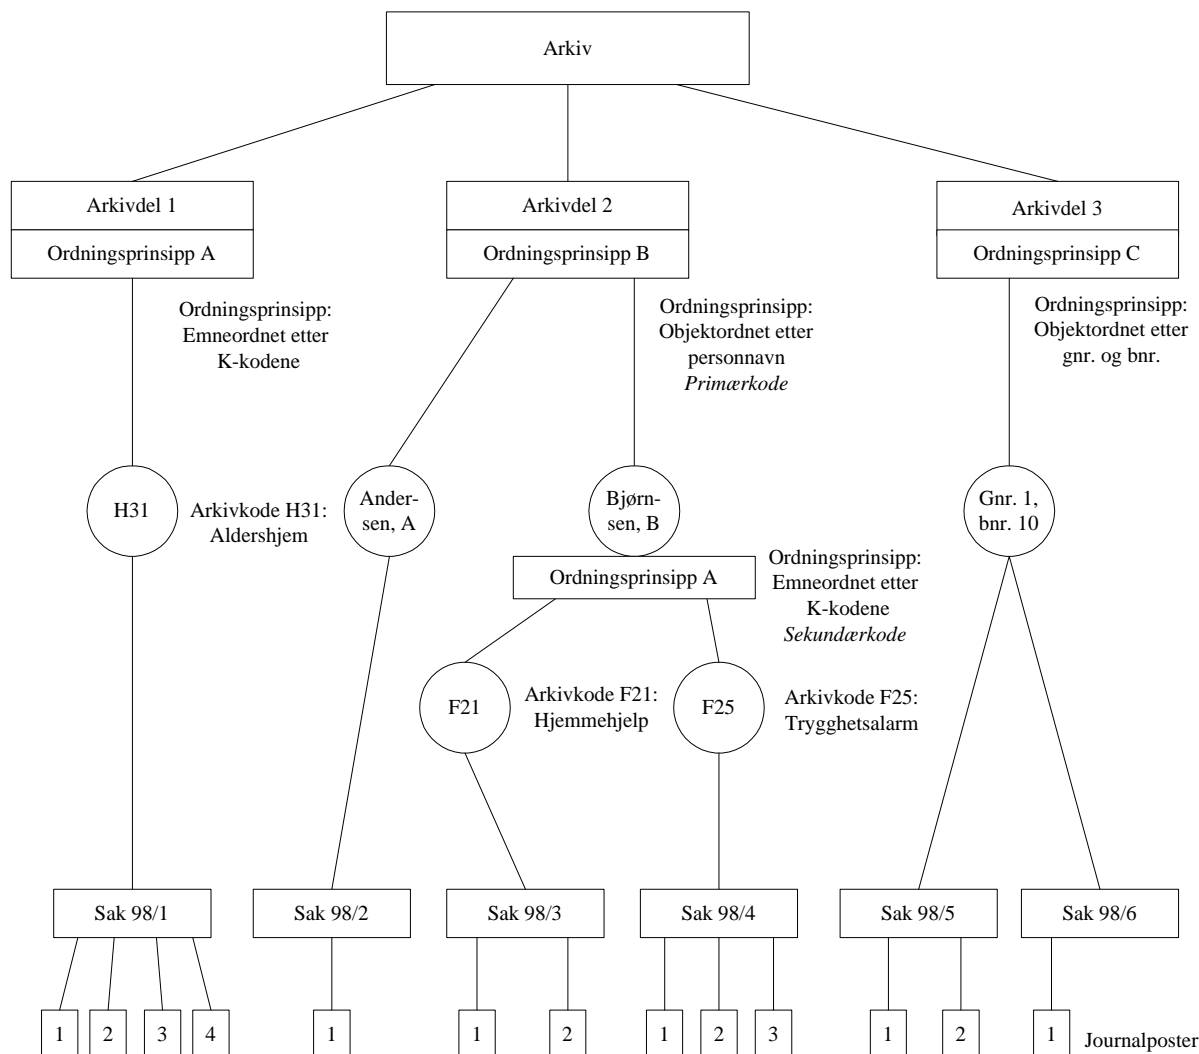 Arkiv
Arkivdel 1
Ordningsprinsipp A
Arkivdel 2
Ordningsprinsipp B
Arkivdel 3
Ordningsprinsipp C
Ordningsprinsipp:
Emneordnet etter
K-kodene
Ordningsprinsipp:
Objektordnet etter
personnavn
Primærkode
Ordningsprinsipp:
Objektordnet etter
gnr. og bnr.
H31
Arkivkode H31:
Aldershjem
Ander-
sen, A
Bjørn-
sen, B
Gnr. 1,
bnr. 10
Ordningsprinsipp A
Ordningsprinsipp:
Emneordnet etter
K-kodene
Sekundærkode
F21
Arkivkode F21:
Hjemmehjelp
F25
Arkivkode F25:
Trygghetsalarm
Sak 98/1
Sak 98/2
Sak 98/3
Sak 98/4
Sak 98/5
Sak 98/6
1
2
3
4
1
1
2
1
2
3
1
2
1
Journalposter